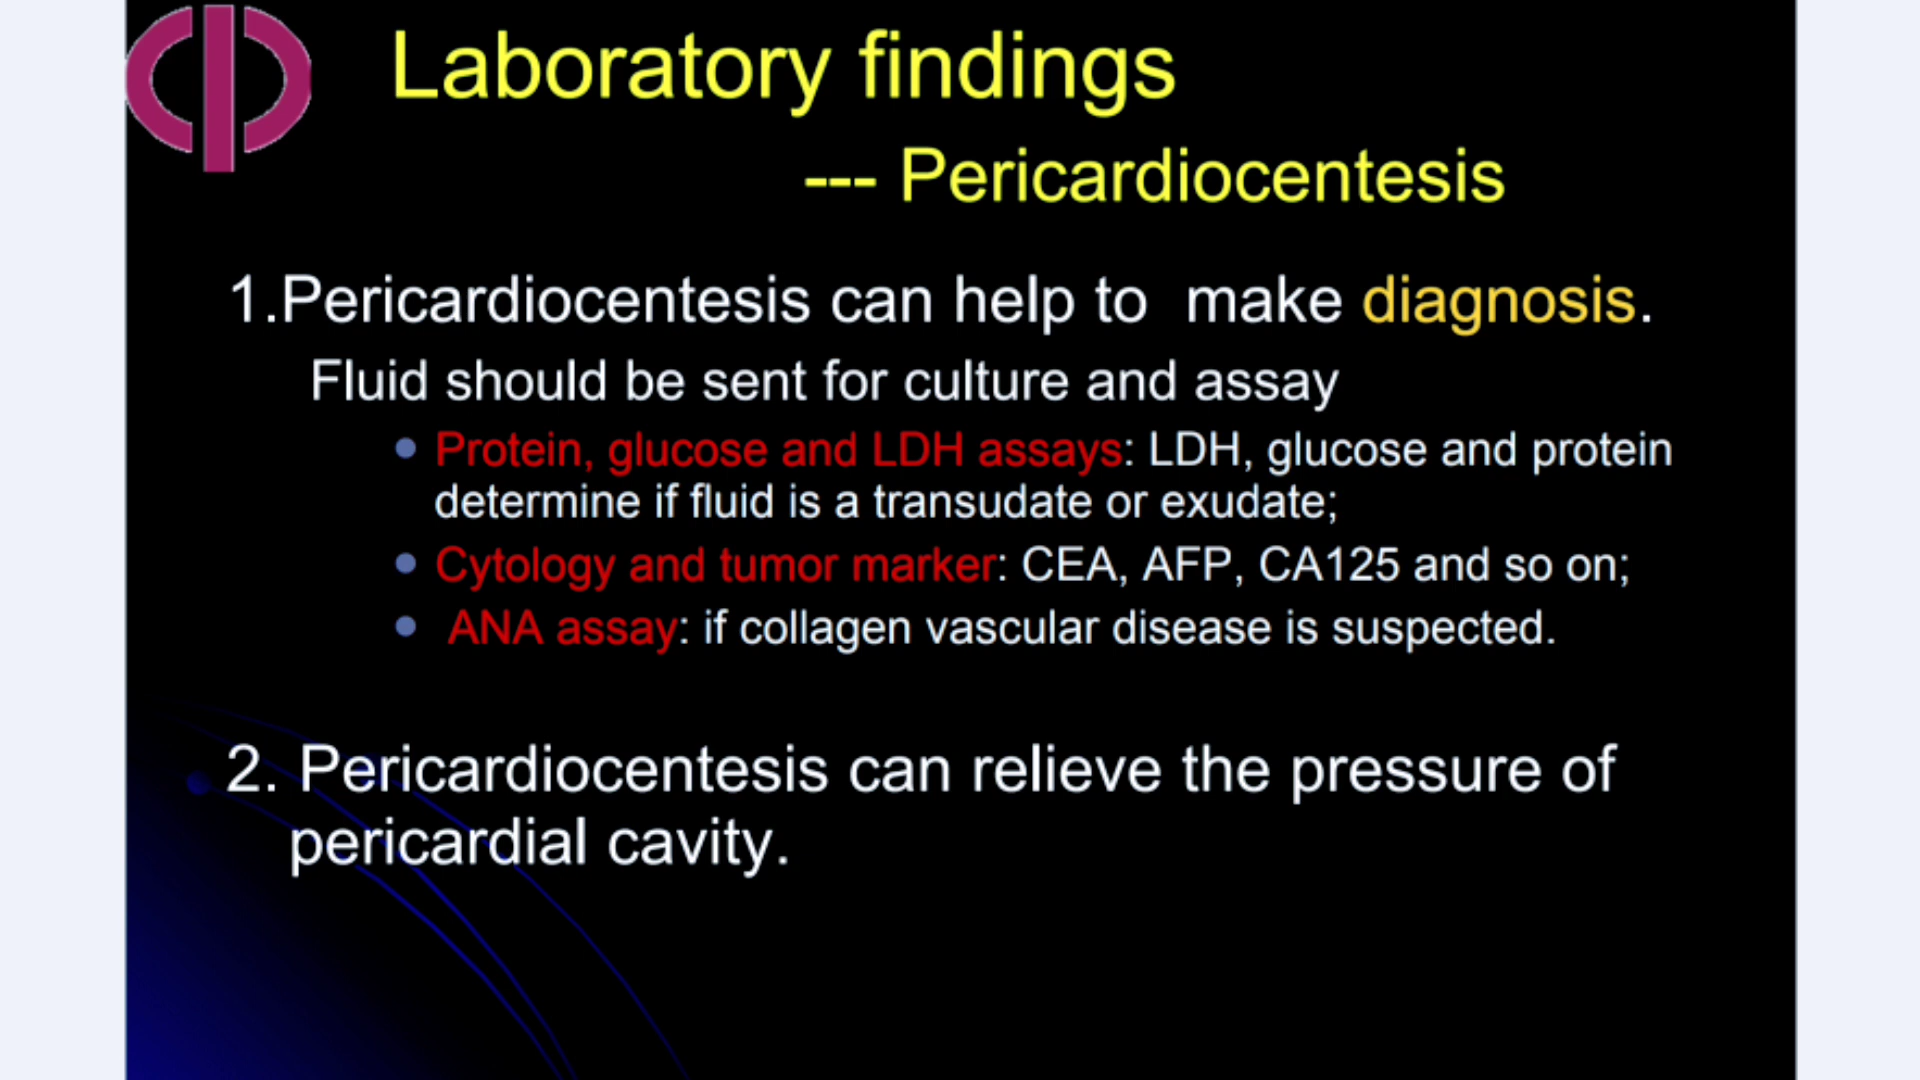 Laboratory findings
--- Pericardiocentesis
1.Pericardiocentesis can help to  make diagnosis.
Fluid should be sent for culture and assay
● Protein, glucose and LDH assays: LDH, glucose and protein
determine if fluid is a transudate or exudate;
● Cytology and tumor marker: CEA, AFP, CA125 and so on;
● ANA assay: if collagen vascular disease is suspected.
2. Pericardiocentesis can relieve the pressure of
pericardial cavity.